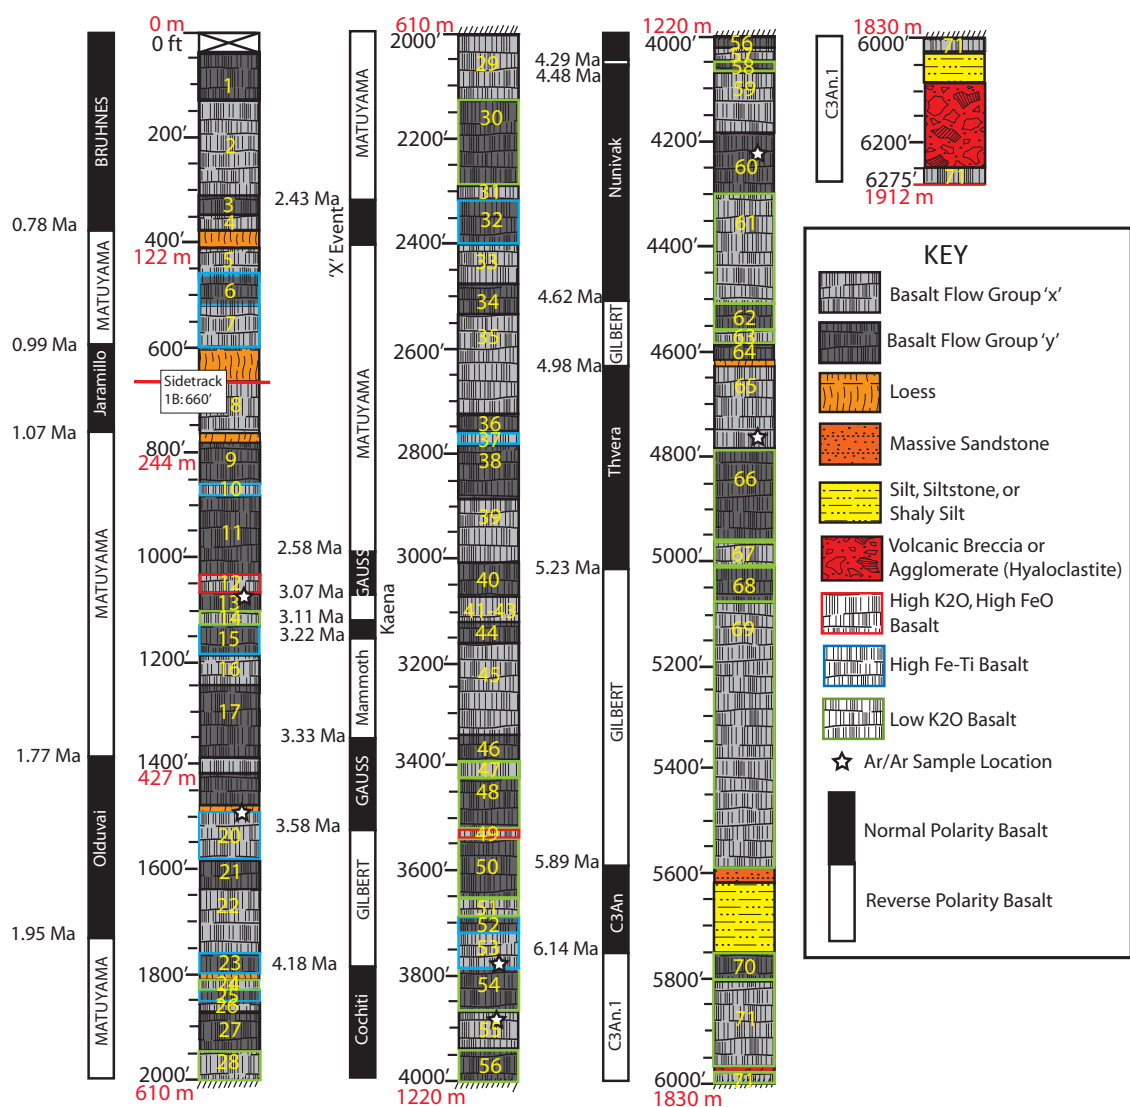 0 m
0 ft
BRUHNES
0.78 Ma
MATUYAMA
0.99 Ma
Jaramillo
1.07 Ma
MATUYAMA
1.77 Ma
Olduvai
1.95 Ma
MATUYAMA
200'
400'
122 m
600'
Sidetrack
1B: 660'
800'
244 m
1000'
1200'
1400'
427 m
1600'
1800'
2000'
610 m
1
2
3
4
5
6
7
8
9
10
11
12
13
14
15
16
17
20
21
22
23
24
25
26
27
28
610 m
2000'
MATUYAMA
2.43 Ma
'X' Event
MATUYAMA
2.58 Ma
GAUSS
3.07 Ma
Kaena
3.11 Ma
3.22 Ma
Mammoth
3.33 Ma
GAUSS
3.58 Ma
GILBERT
4.18 Ma
Cochiti
2200'
2400'
2600'
2800'
3000'
3200'
3400'
3600'
3800'
4000'
1220 m
29
30
31
32
33
34
35
36
37
38
39
40
41-43
44
45
46
47
48
49
50
51
52
53
54
55
56
1220 m
4000'
4.29 Ma
4.48 Ma
Nunivak
4.62 Ma
GILBERT
4.98 Ma
Thvera
5.23 Ma
GILBERT
5.89 Ma
C3An
6.14 Ma
C3An.1
4200'
4400'
4600'
4800'
5000'
5200'
5400'
5600'
5800'
6000'
1830 m
56
57
58
59
60
61
62
63
64
65
66
67
68
69
70
71
71
1830 m
6000'
C3An.1
71
6200'
6275'
71
1912 m
KEY
Basalt Flow Group 'x'
Basalt Flow Group 'y'
Loess
Massive Sandstone
Silt, Siltstone, or
Shaly Silt
Volcanic Breccia or
Agglomerate (Hyaloclastite)
High K2O, High FeO
Basalt
High Fe-Ti Basalt
Low K2O Basalt
Ar/Ar Sample Location
Normal Polarity Basalt
Reverse Polarity Basalt